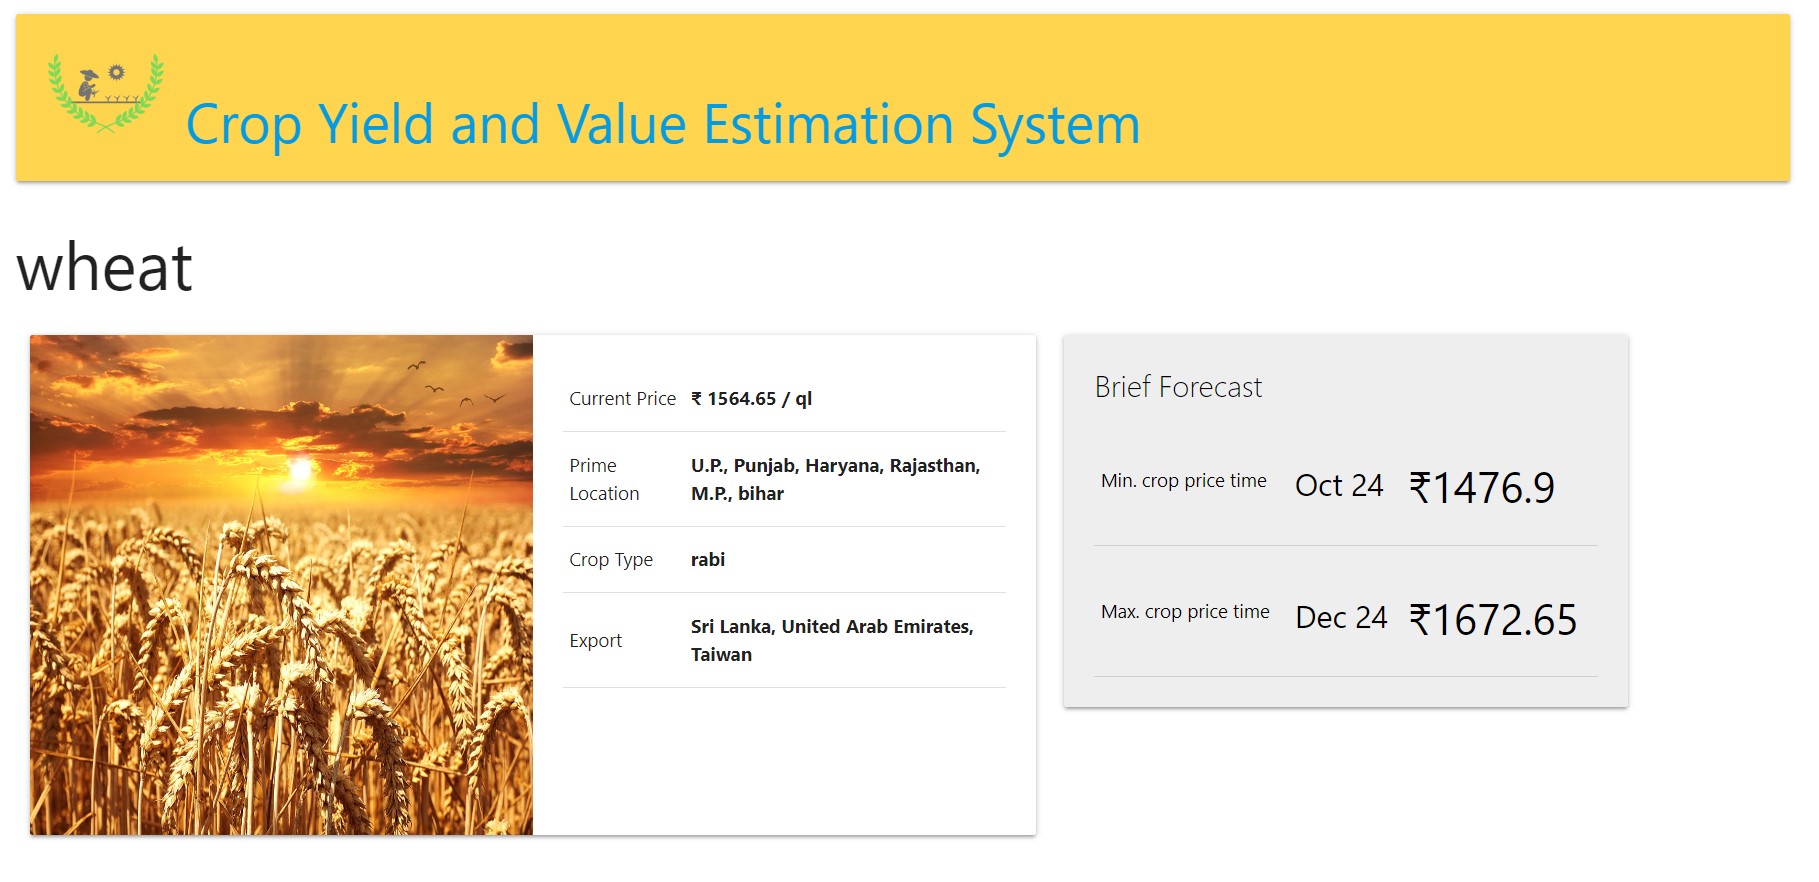 Crop Yield and Value Estimation System
wheat
Current Price ₹ 1564.65 / ql
Prime Location
U.P., Punjab, Haryana, Rajasthan,
M.P., bihar
Crop Type rabi
Export
Sri Lanka, United Arab Emirates,
Taiwan
Brief Forecast
Min. crop price time Oct 24 ₹1476.9
Max. crop price time Dec 24 ₹1672.65